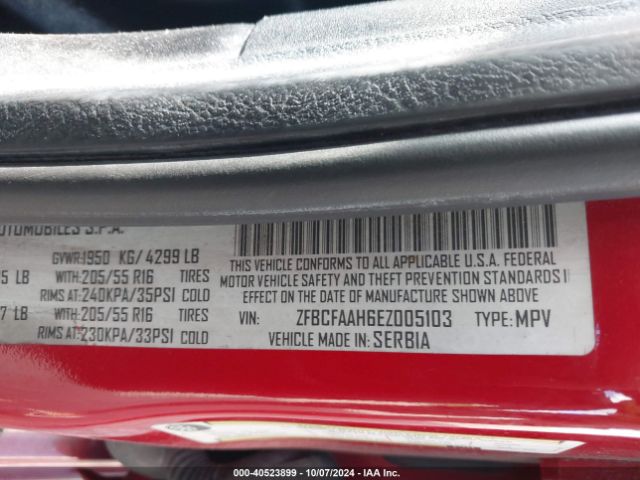 UTOMOBILES S.P.A.
GVWR:1950 KG/ 4299 LB
5 LB WITH:205/55 R16 TIRES
RIMS AT:240KPA/35PSI COLD
7 LB WITH:205/55 R16 TIRES
RIMS AT:230KPA/33PSI COLD
THIS VEHICLE CONFORMS TO ALL APPLICABLE U.S.A. FEDERAL
MOTOR VEHICLE SAFETY AND THEFT PREVENTION STANDARDS I
EFFECT ON THE DATE OF MANUFACTURE SHOWN ABOVE
VIN: ZFBCFAAH6EZ005103 TYPE: MPV
VEHICLE MADE IN: SERBIA
000-40523899 - 10/07/2024 - IAA Inc.